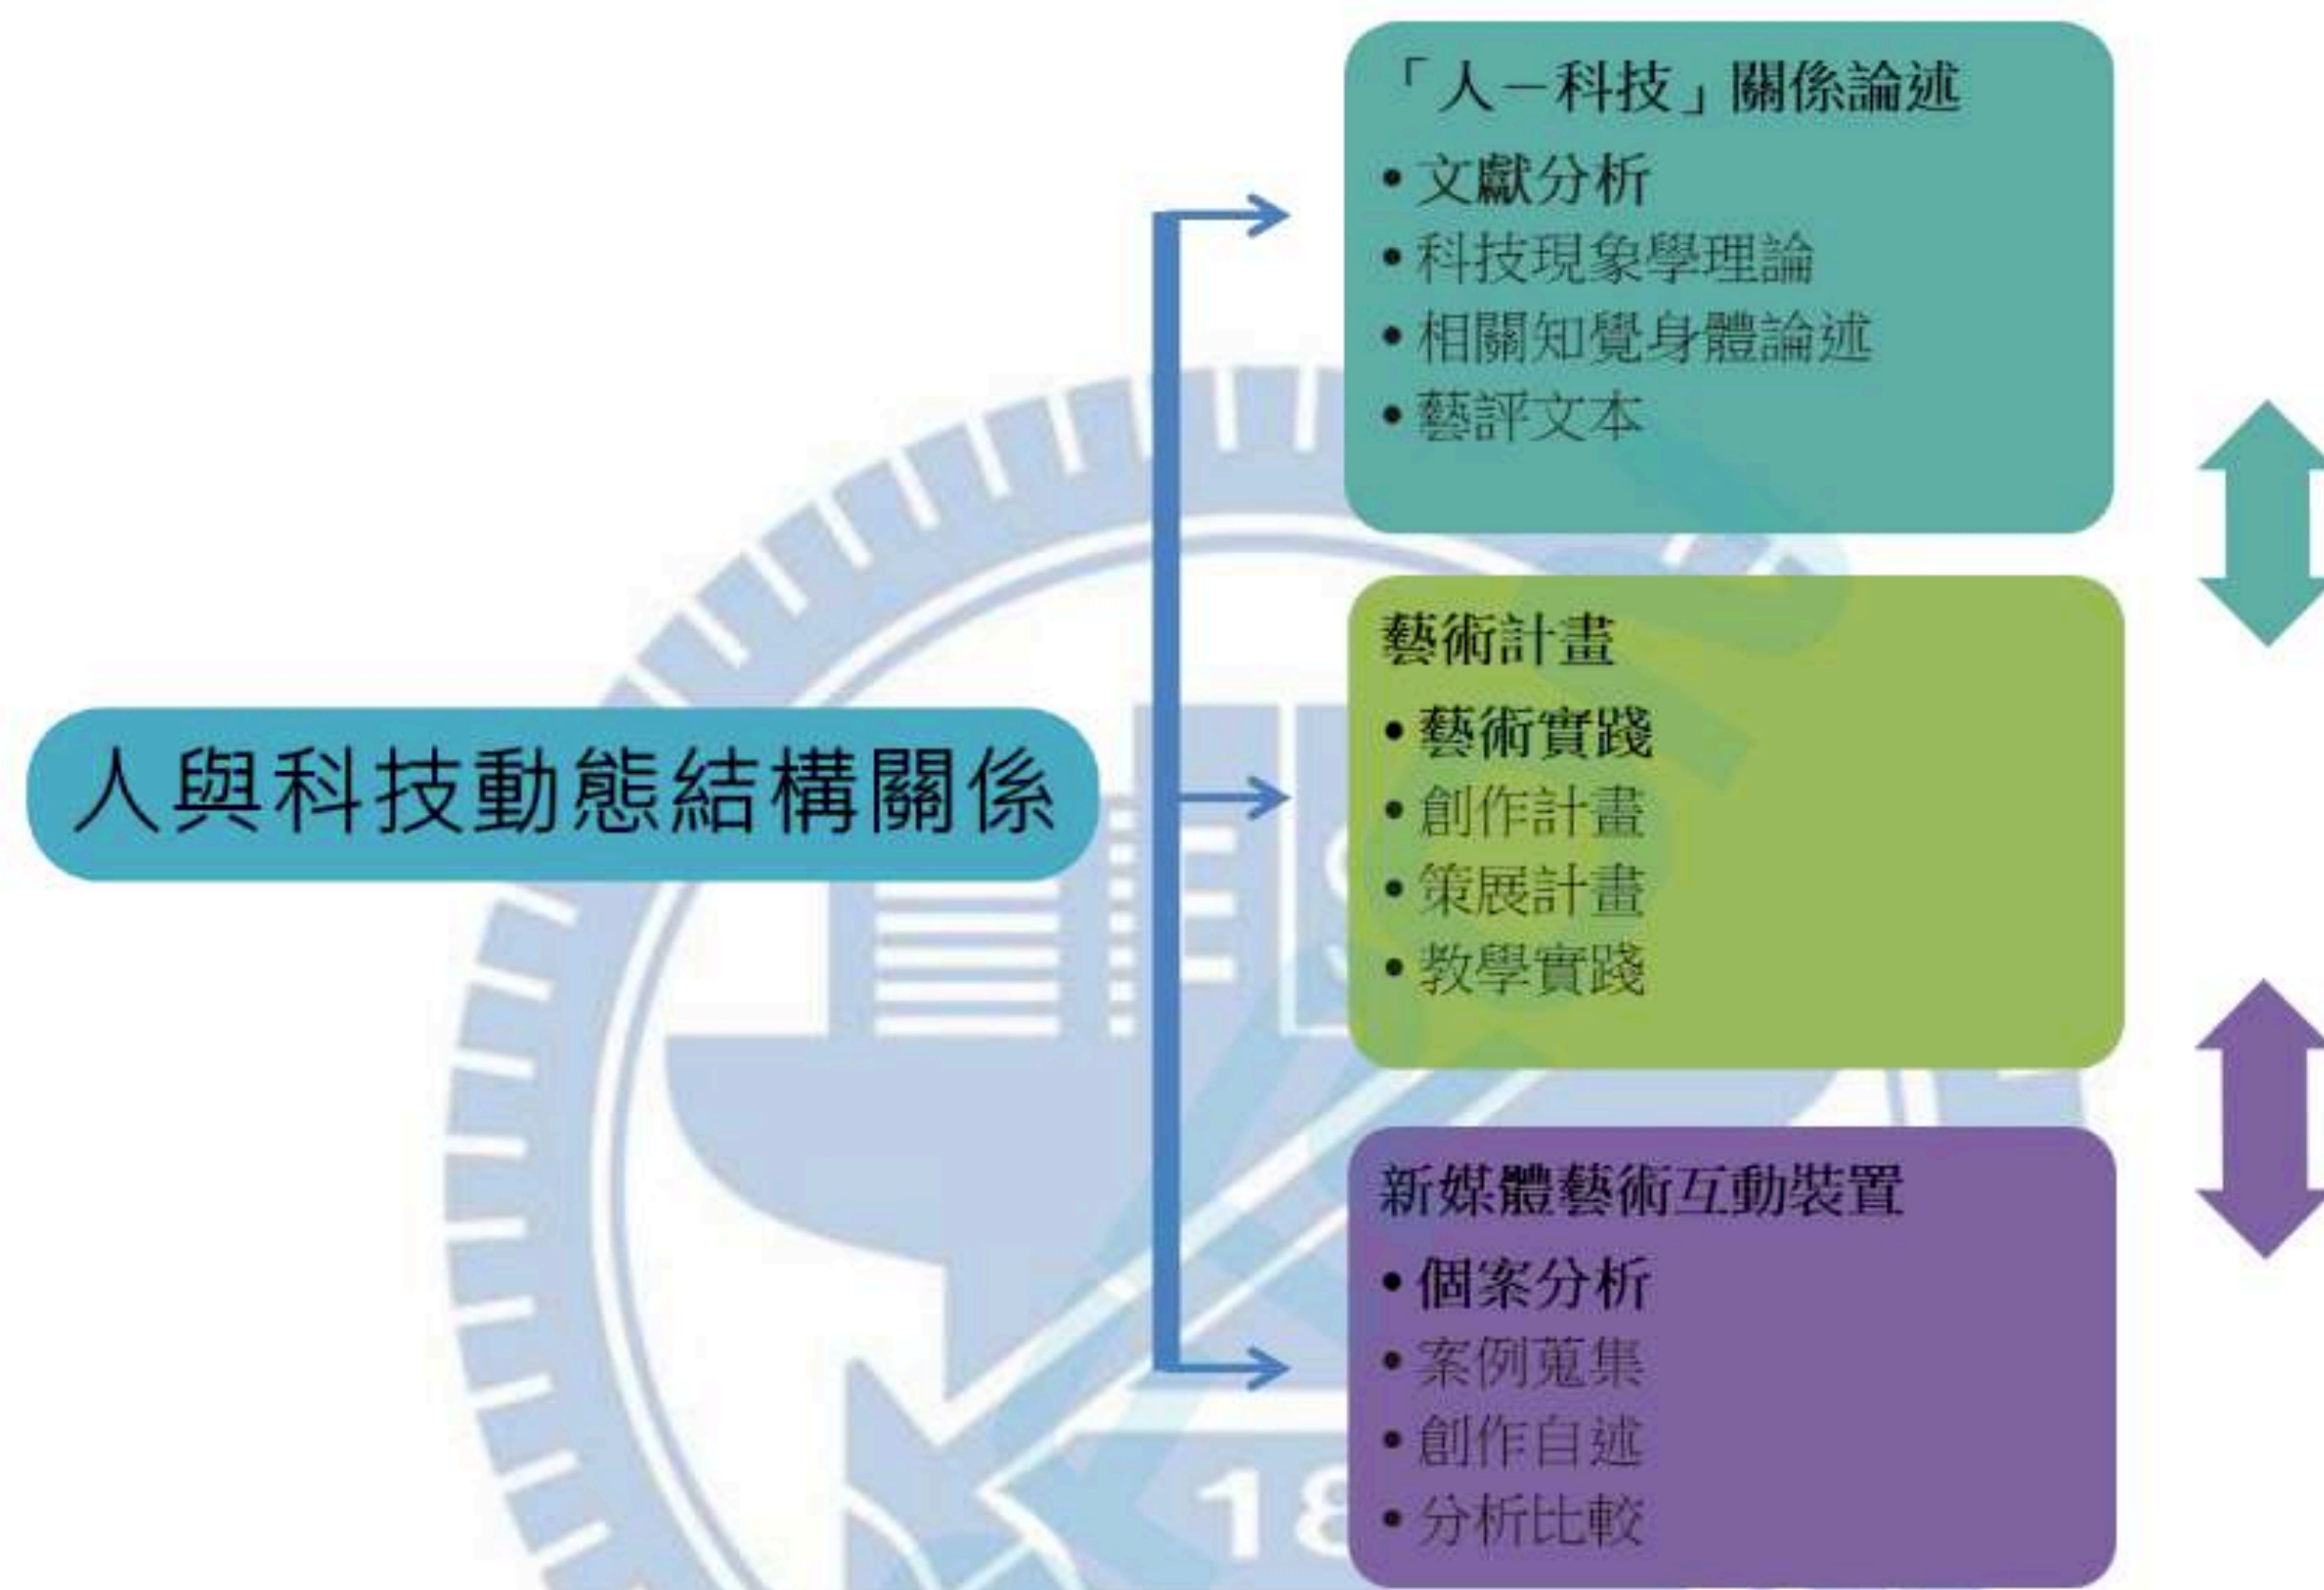 人與科技動態結構關係
「人－科技」關係論述
• 文獻分析
• 科技現象學理論
• 相關知覺身體論述
• 藝評文本
藝術計畫
• 藝術實踐
• 創作計畫
• 策展計畫
• 教學實踐
新媒體藝術互動裝置
• 個案分析
• 案例蒐集
• 創作自述
• 分析比較
ES
18